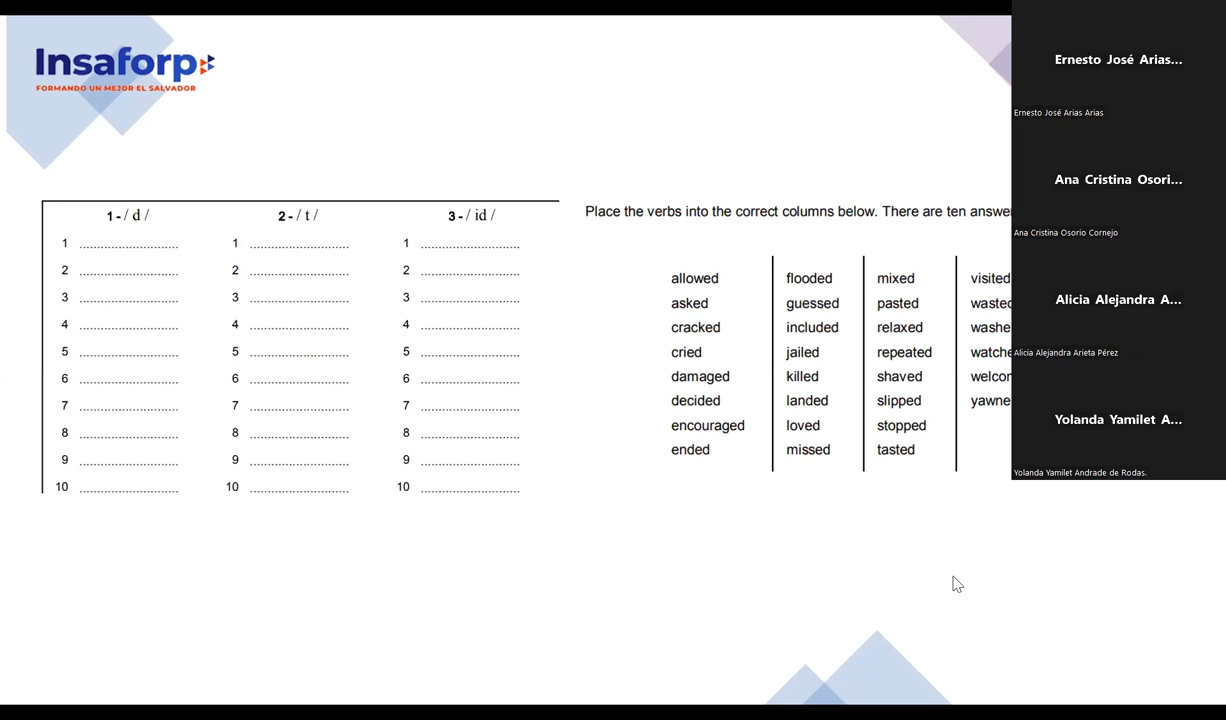 Insaforp
FORMANDO UN MEJOR EL SALVADOR
1 - / d / 2 - / t / 3 - / id /
1 ............................ 1 ............................ 1 ............................
2 ............................ 2 ............................ 2 ............................
3 ............................ 3 ............................ 3 ............................
4 ............................ 4 ............................ 4 ............................
5 ............................ 5 ............................ 5 ............................
6 ............................ 6 ............................ 6 ............................
7 ............................ 7 ............................ 7 ............................
8 ............................ 8 ............................ 8 ............................
9 ............................ 9 ............................ 9 ............................
10 ............................ 10 ............................ 10 ............................
Place the verbs into the correct columns below. There are ten
allowed flooded mixed visited
asked guessed pasted
cracked included relaxed
cried jailed repeated
damaged killed shaved
decided landed slipped
encouraged loved stopped
ended missed tasted
Ernesto José Arias...
Ernesto José Arias Arias
Ana Cristina Osori...
Ana Cristina Osorio Cornejo
Alicia Alejandra A...
Alicia Alejandra Arieta Pérez
Yolanda Yamilet A...
Yolanda Yamilet Andrade de Rodas.